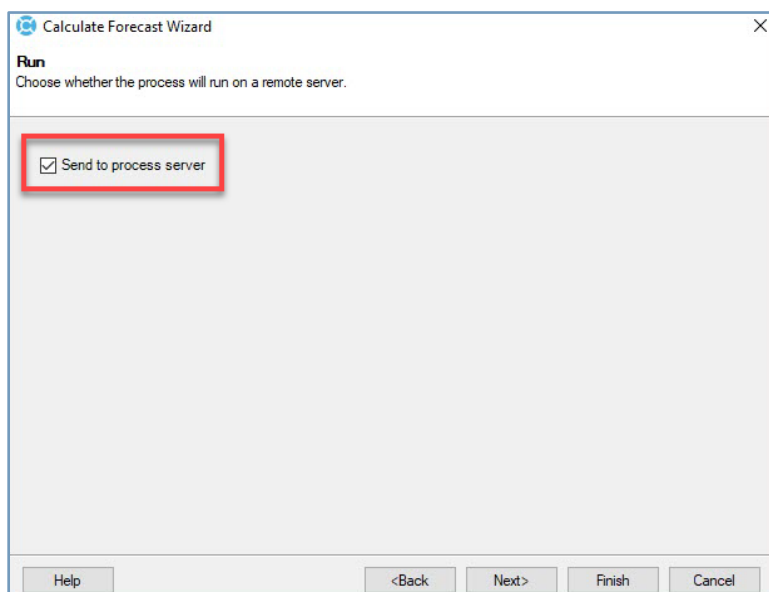 Calculate Forecast Wizard
Run
Choose whether the process will run on a remote server.
Send to process server
Help
<Back
Next>
Finish
Cancel